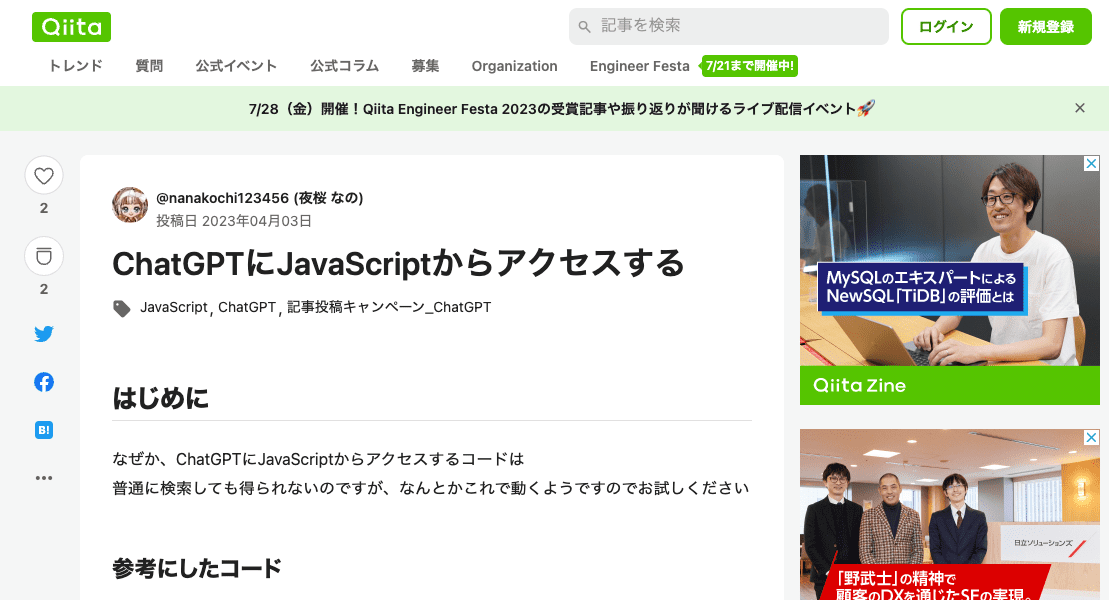 Qiita
記事を検索
ログイン
新規登録
トレンド 質問 公式イベント 公式コラム 募集 Organization Engineer Festa 7/21まで開催中!
7/28（金）開催！Qiita Engineer Festa 2023の受賞記事や振り返りが聞けるライブ配信イベント🚀
2
2
B!
@nanakochi123456 (夜桜 なの)
投稿日 2023年04月03日
ChatGPTにJavaScriptからアクセスする
JavaScript, ChatGPT, 記事投稿キャンペーン_ChatGPT
はじめに
なぜか、ChatGPTにJavaScriptからアクセスするコードは
普通に検索しても得られないのですが、なんとかこれで動くようですのでお試しください
参考にしたコード
MySQLのエキスパートによる
NewSQL「TiDB」の評価とは
Qiita Zine
日立ソリューションズ
「野武士」の精神で
顧客のDXを通じたSEの実現。